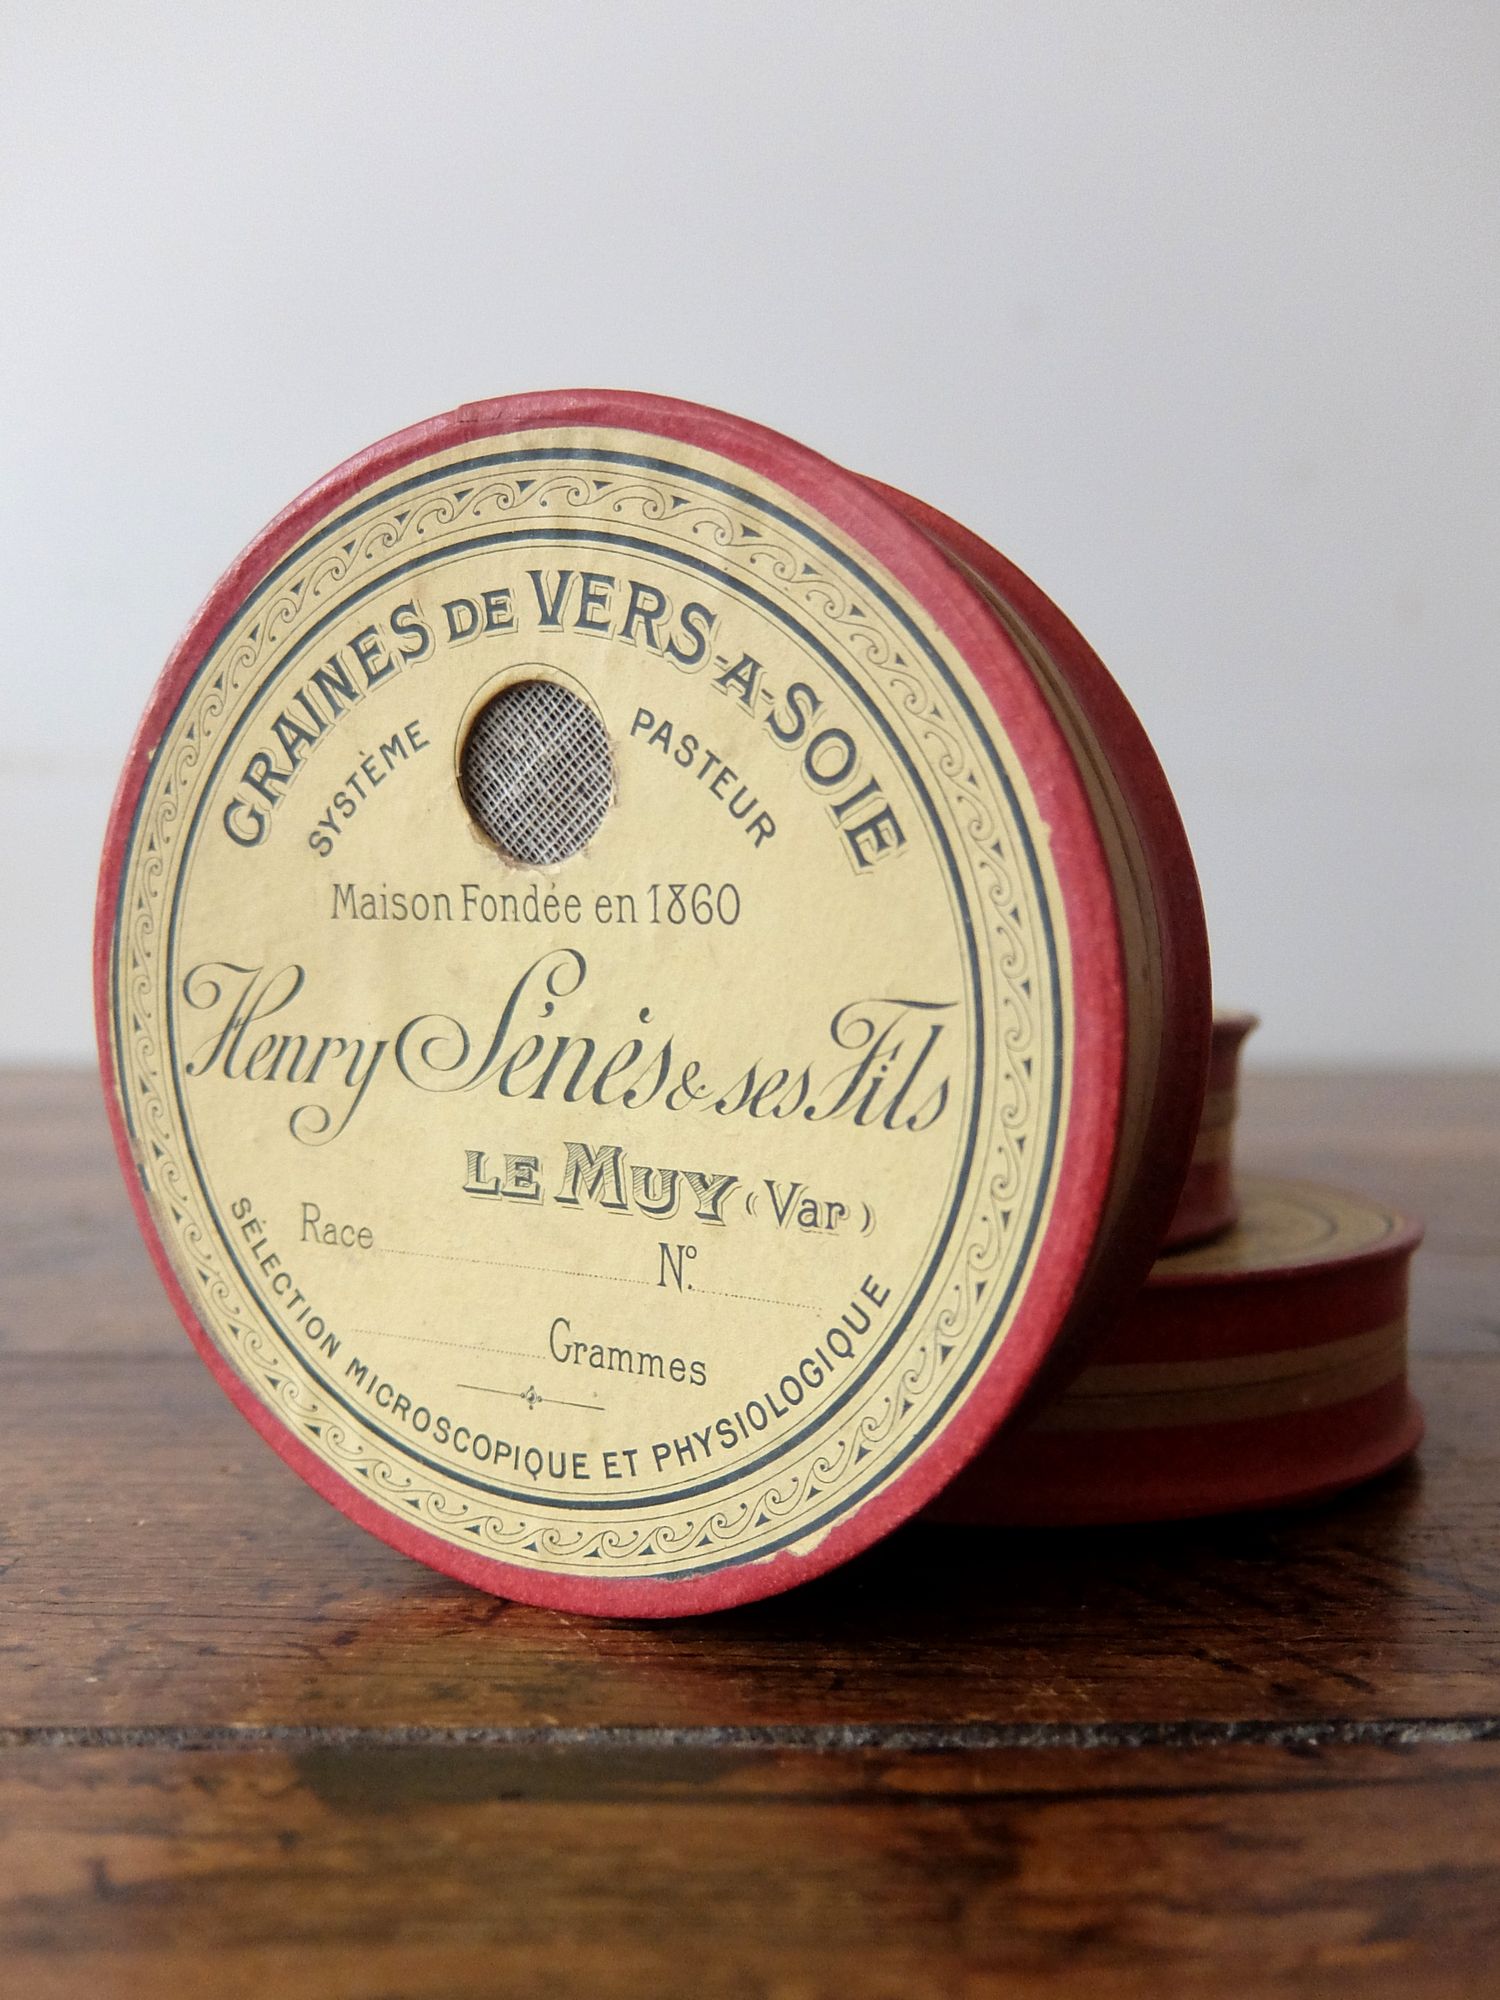 GRAINES DE VERS-A-SOIE
SYSTÈME PASTEUR
Maison Fondée en 1860
Henry Sénès & ses Fils
LE MUY (Var)
Race
Nº.
Grammes
SÉLECTION MICROSCOPIQUE ET PHYSIOLOGIQUE